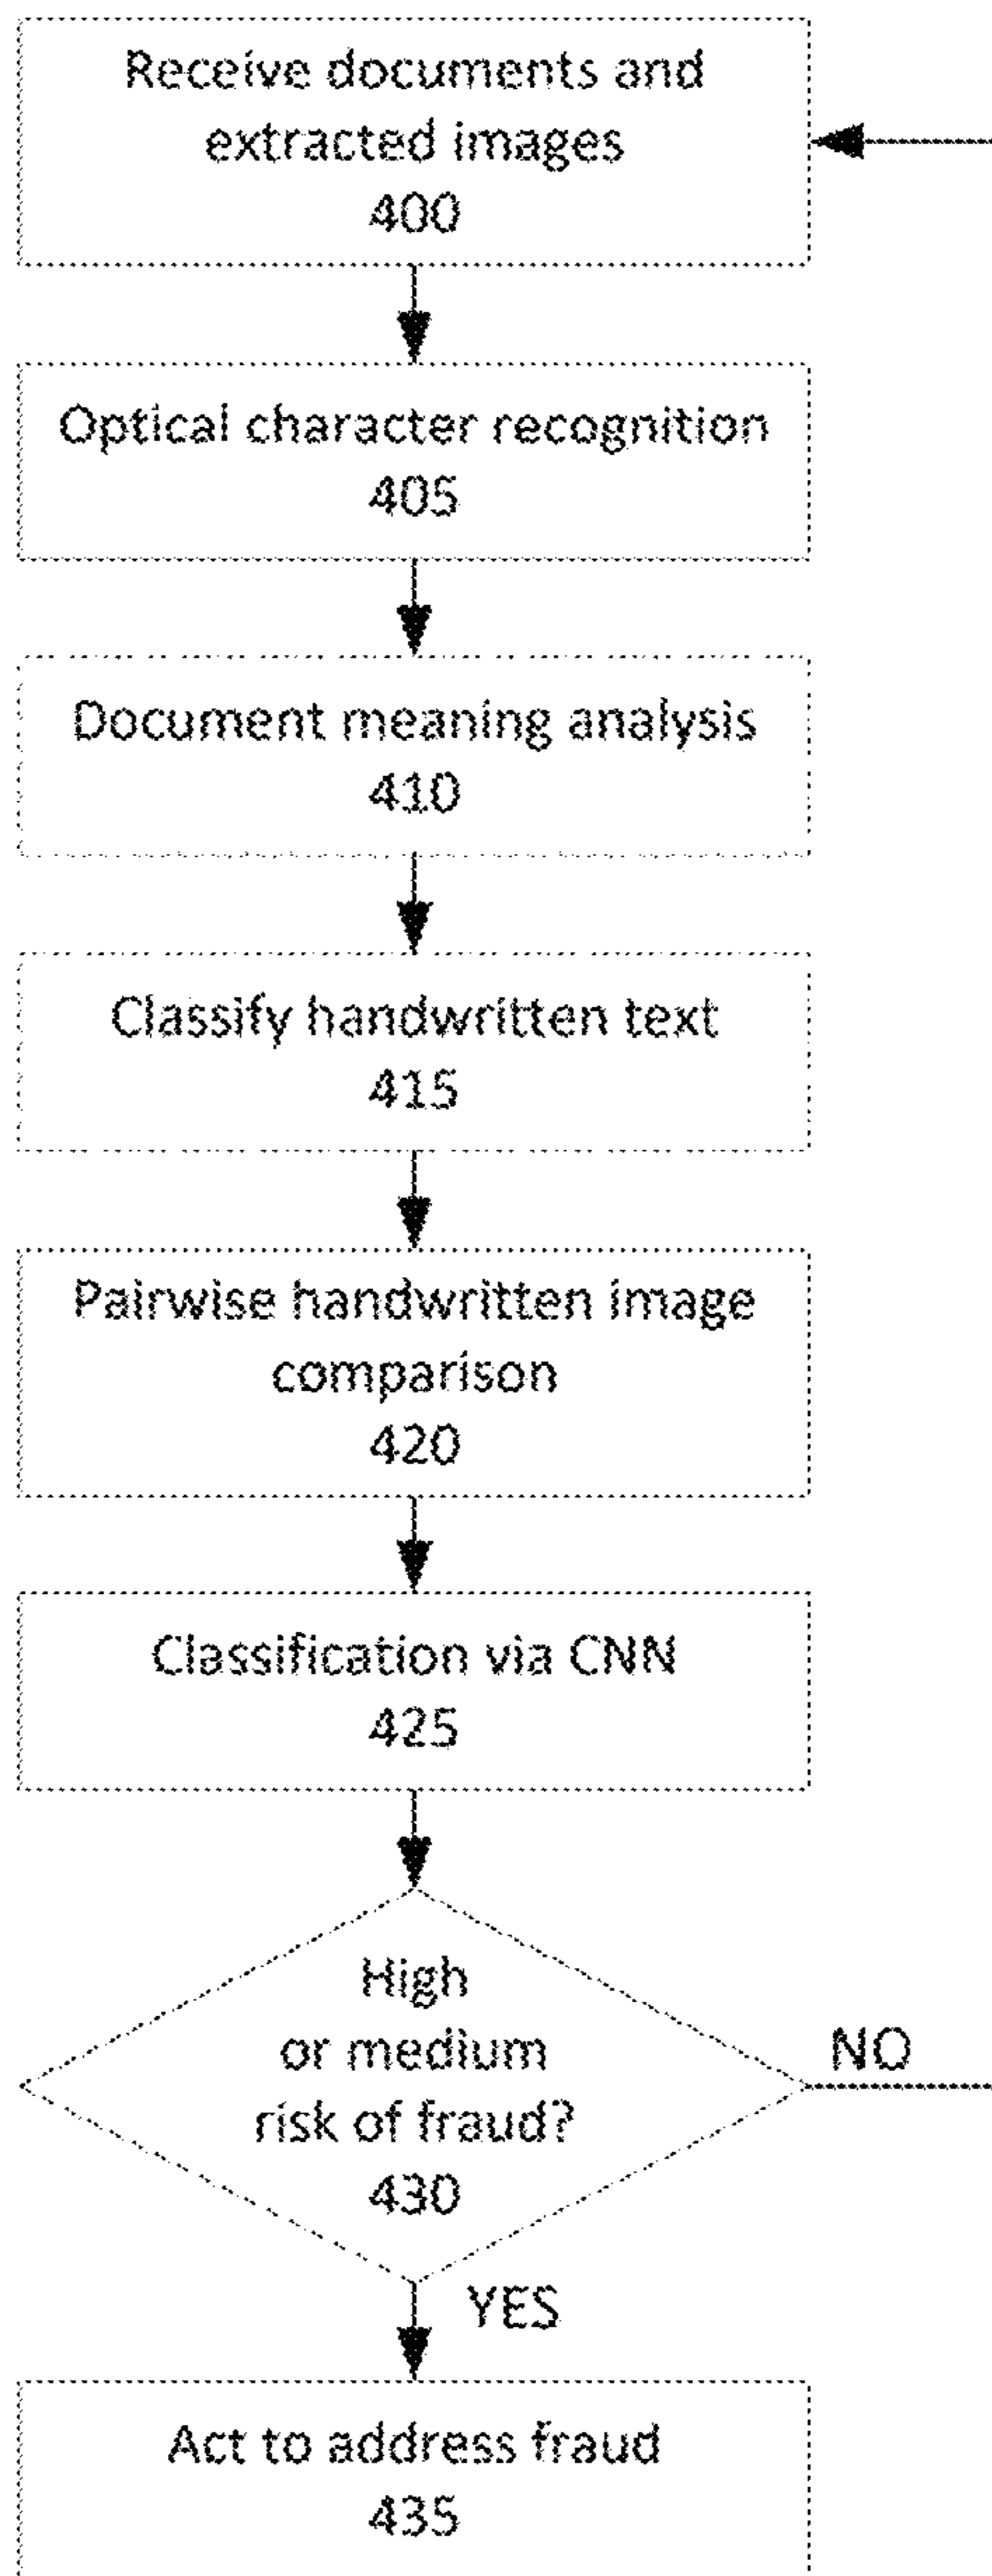 Receive documents and
extracted images
400
Optical character recognition
405
Document meaning analysis
410
Classify handwritten text
415
Pairwise handwritten image
comparison
420
Classification via CNN
425
High
or medium
risk of fraud?
430
NO
YES
Act to address fraud
435